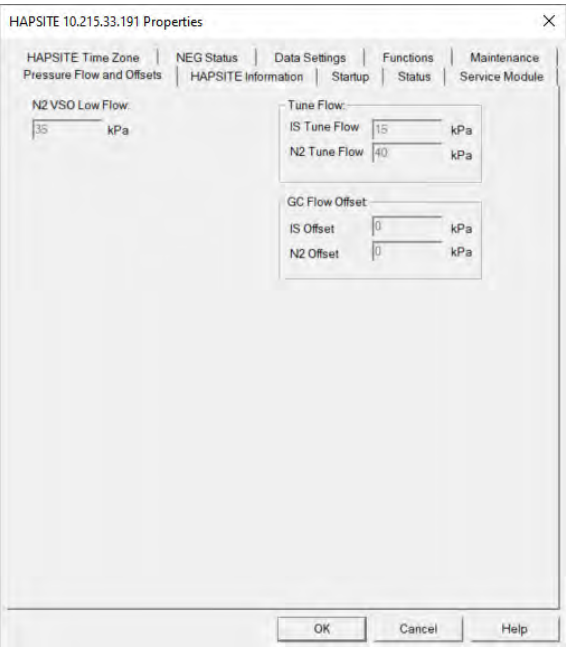 HAPSITE 10.215.33.191 Properties
HAPSITE Time Zone NEG Status Data Settings Functions Maintenance
Pressure Flow and Offsets HAPSITE Information Startup Status Service Module
N2 VSO Low Flow:
35 kPa
Tune Flow:
IS Tune Flow 15 kPa
N2 Tune Flow 40 kPa
GC Flow Offset
IS Offset 0 kPa
N2 Offset 0 kPa
OK Cancel Help